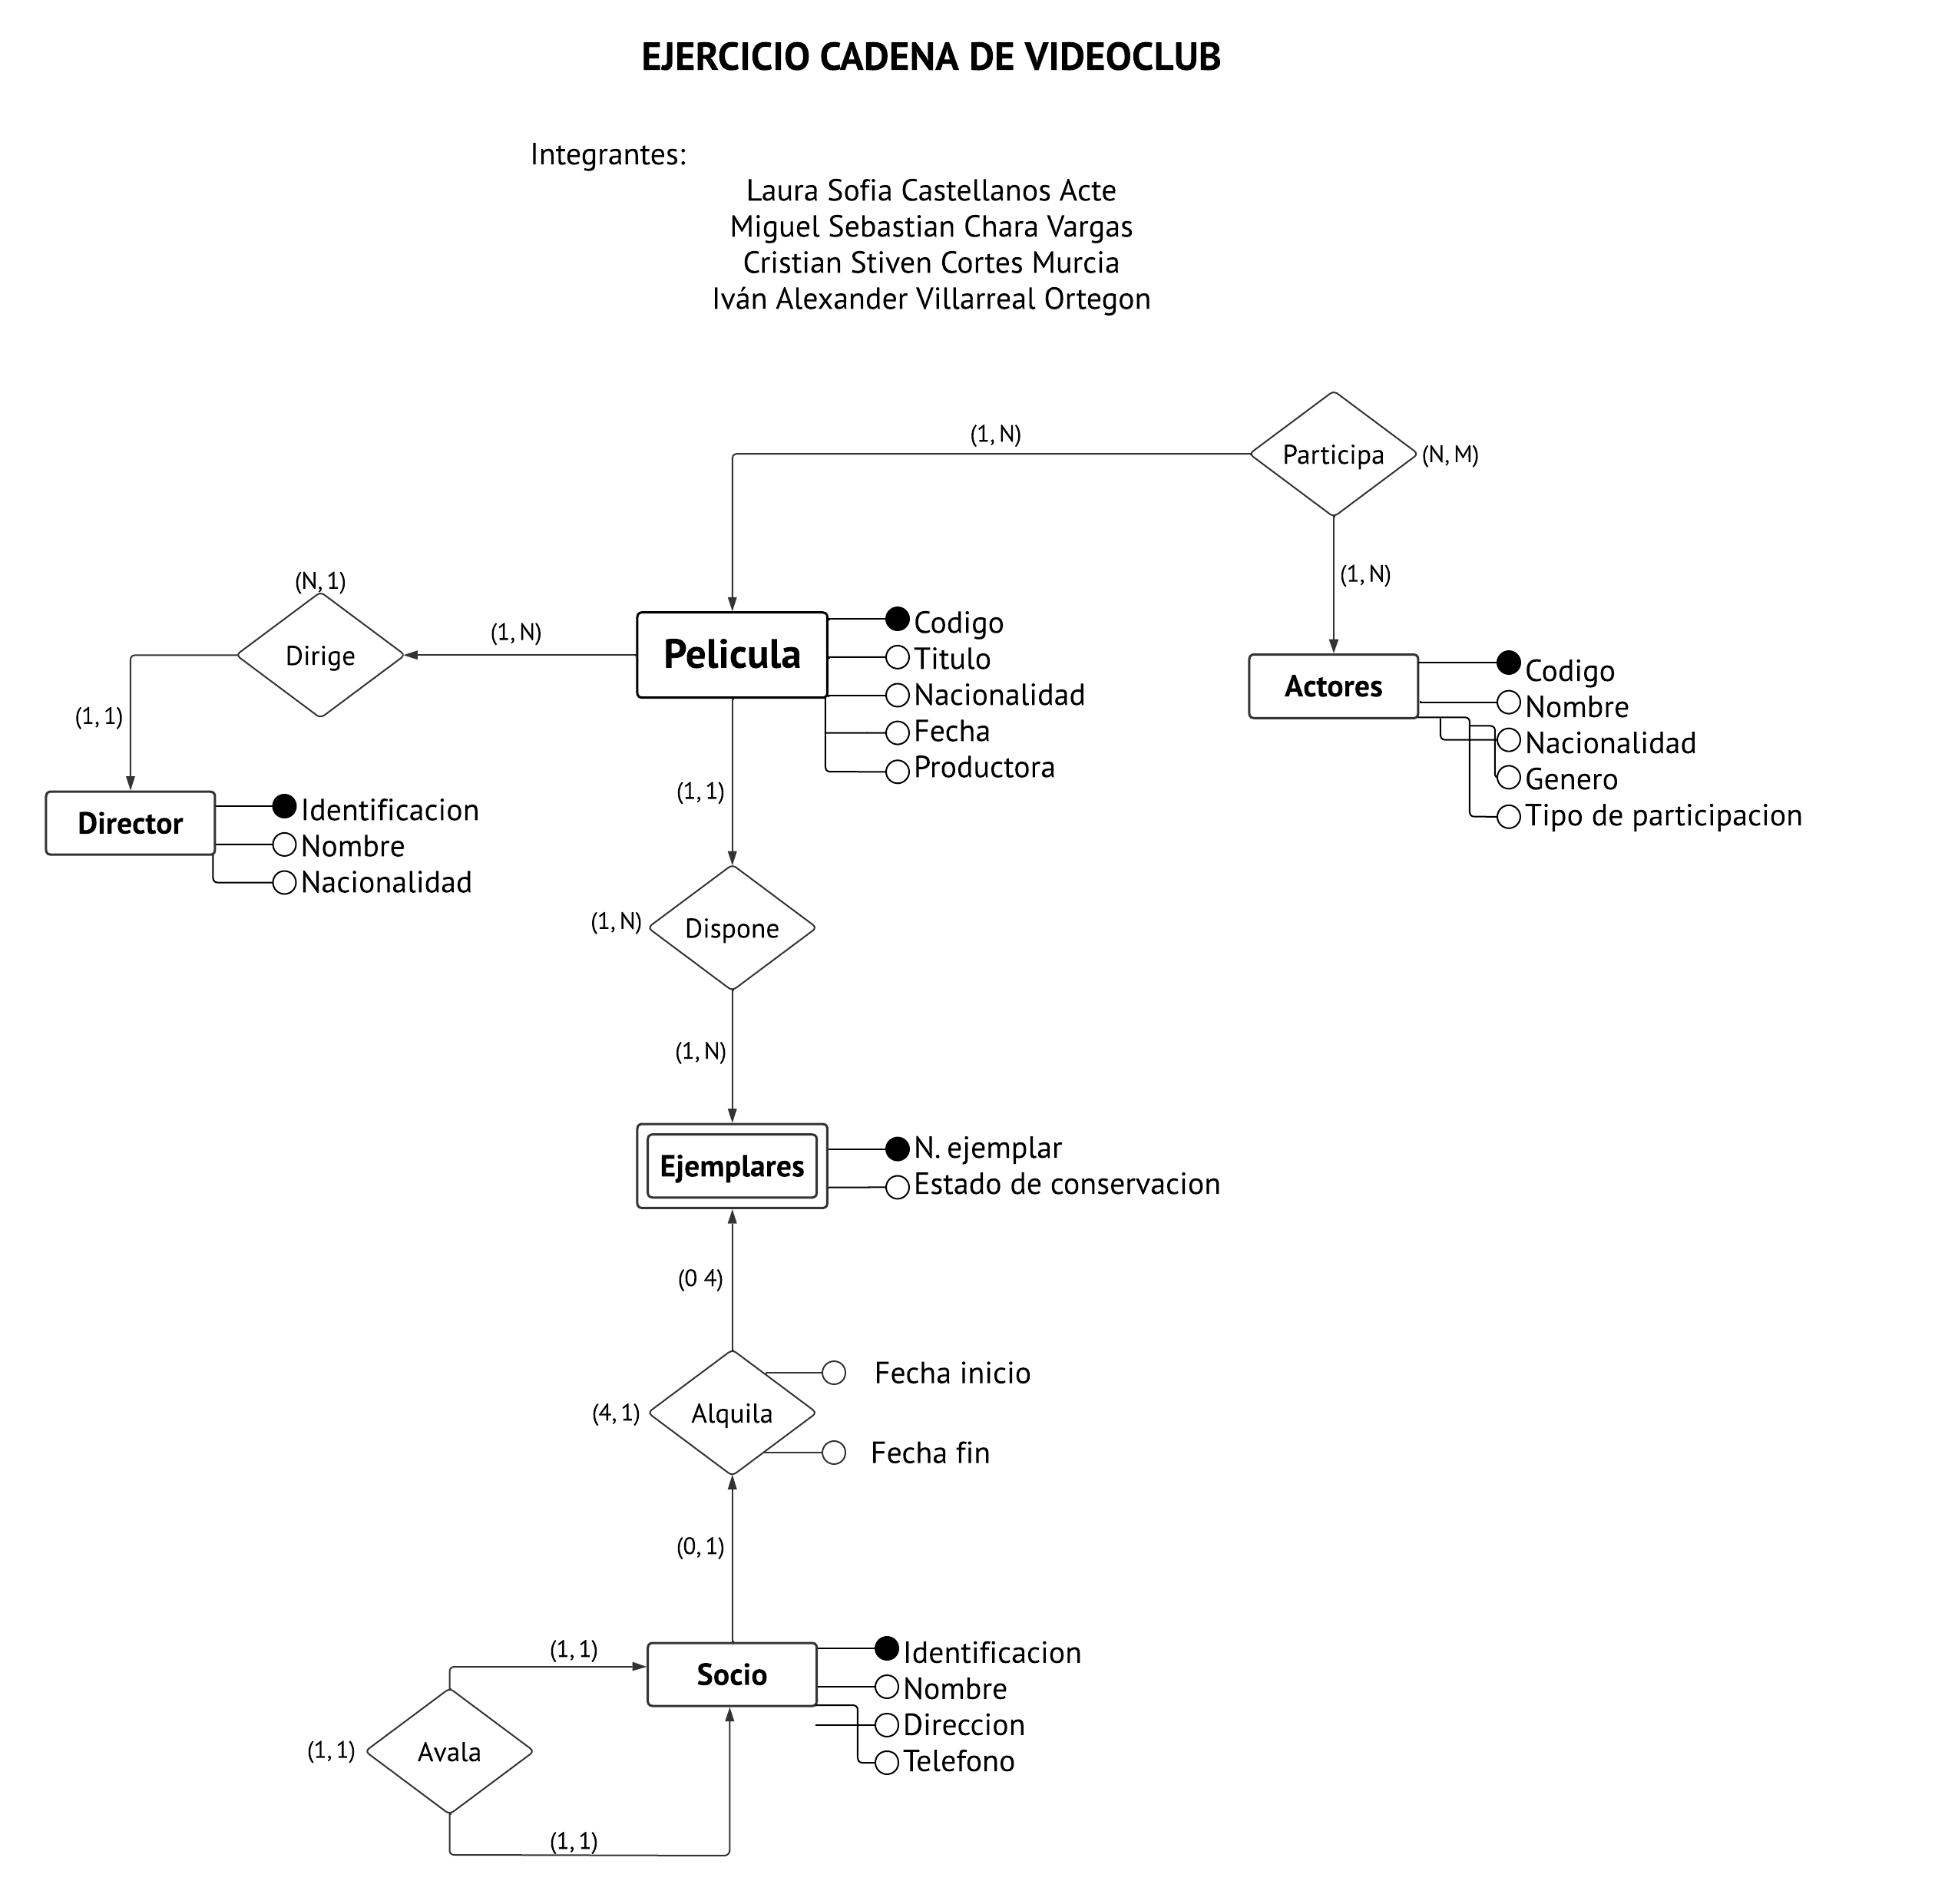 EJERCICIO CADENA DE VIDEOCLUB
Integrantes:
Laura Sofia Castellanos Acte
Miguel Sebastian Chara Vargas
Cristian Stiven Cortes Murcia
Iván Alexander Villarreal Ortegon
(1, N)
Participa
(N, M)
(1, N)
(N, 1)
Dirige
(1, N)
Pelicula
Codigo
Titulo
Nacionalidad
Fecha
Productora
Actores
Codigo
Nombre
Nacionalidad
Genero
Tipo de participacion
(1, 1)
Director
Identificacion
Nombre
Nacionalidad
(1, 1)
(1, N)
Dispone
(1, N)
Ejemplares
N. ejemplar
Estado de conservacion
(0 4)
Fecha inicio
(4, 1)
Alquila
Fecha fin
(0, 1)
(1, 1)
Socio
Identificacion
Nombre
Direccion
Telefono
(1, 1)
Avala
(1, 1)